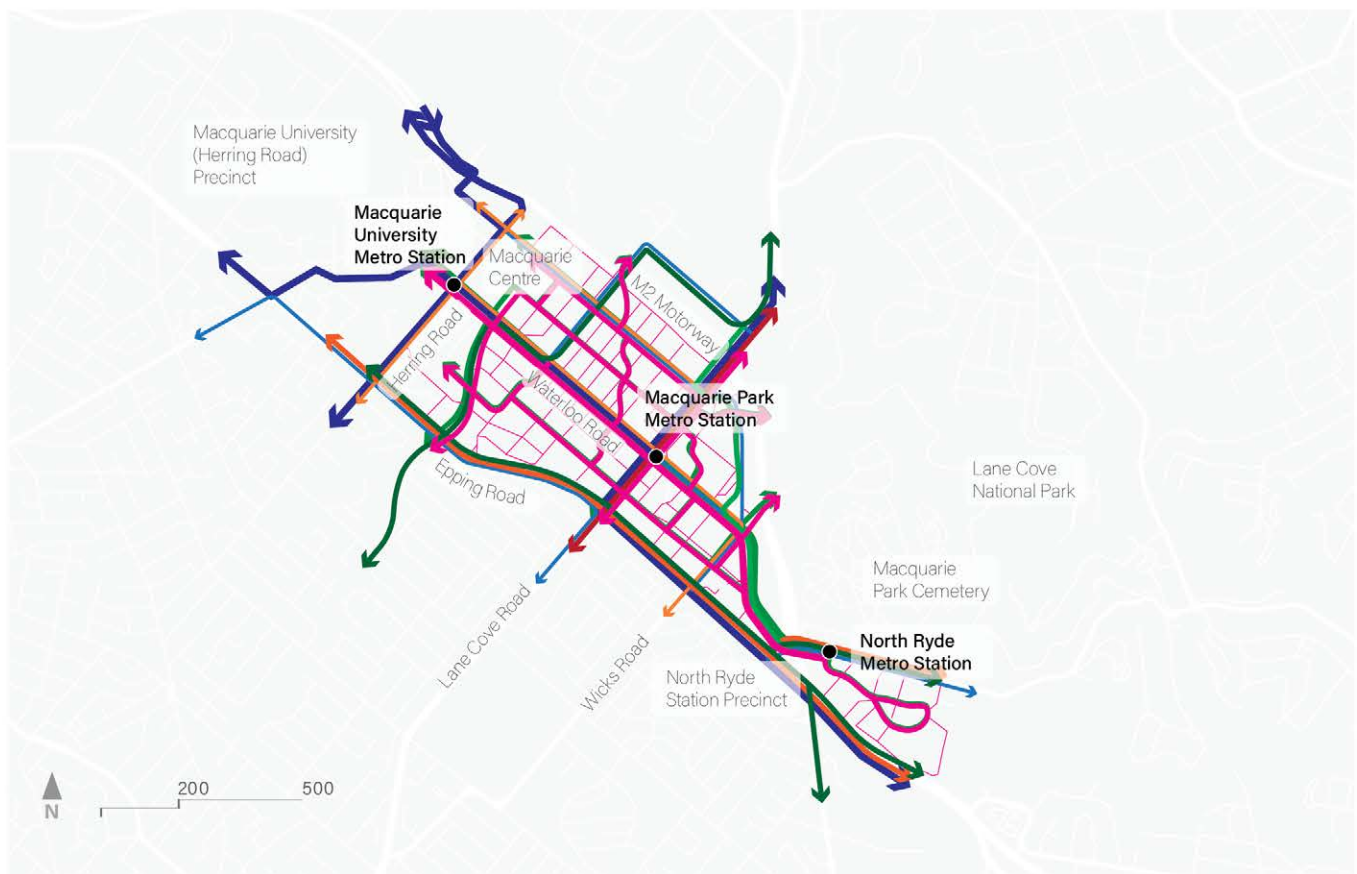 Macquarie University
(Herring Road)
Precinct
Macquarie
University
Metro Station
Macquarie
Centre
M2 Motorway
Herring Road
Waterloo Road
Macquarie Park
Metro Station
Epping Road
Lane Cove
National Park
Macquarie
Park Cemetery
Lane Cove Road
Wicks Road
North Ryde
Metro Station
North Ryde
Station Precinct
200
500
N